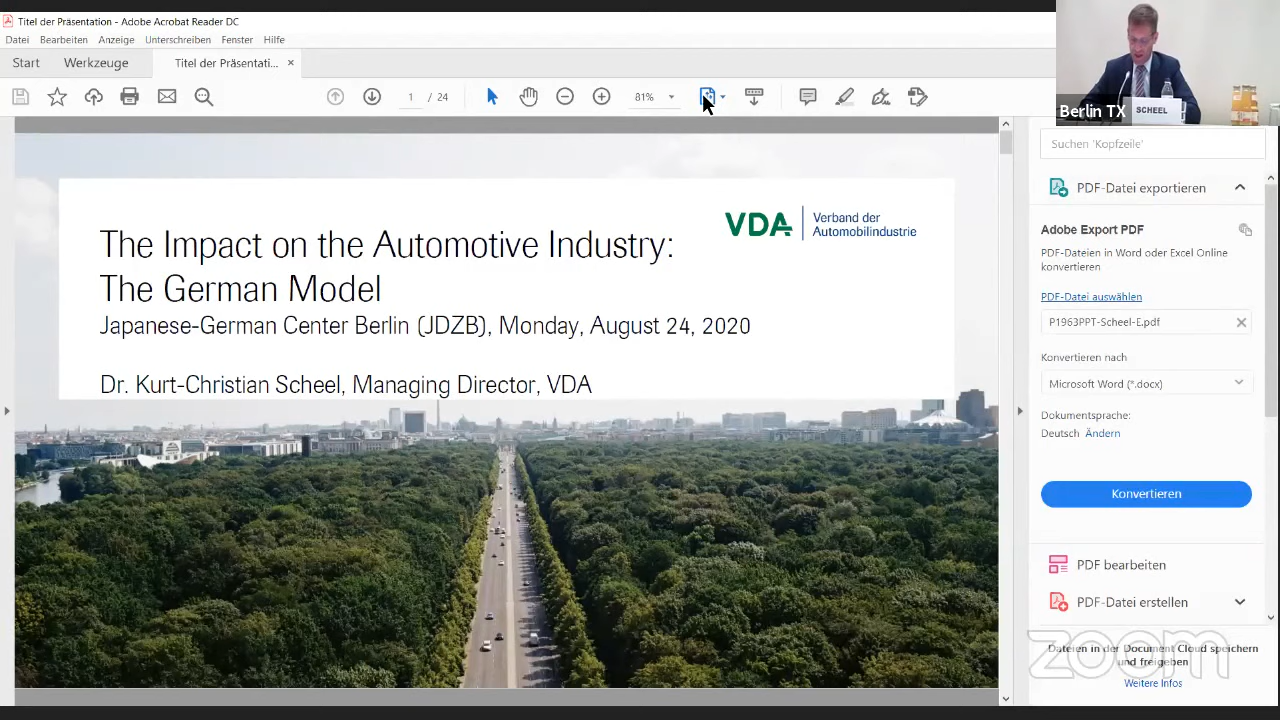 Titel der Präsentation - Adobe Acrobat Reader DC
Datei Bearbeiten Anzeige Unterschreiben Fenster Hilfe
Start Werkzeuge Titel der Präsentati... ×
1 / 24 81%
Berlin TX
SCHEEL
The Impact on the Automotive Industry:
The German Model
Japanese-German Center Berlin (JDZB), Monday, August 24, 2020
Dr. Kurt-Christian Scheel, Managing Director, VDA
VDA
Verband der
Automobilindustrie
Suchen 'Kopfzeile'
PDF-Datei exportieren
Adobe Export PDF
PDF-Dateien in Word oder Excel Online
konvertieren
PDF-Datei auswählen
P1963PPT-Scheel-E.pdf
Konvertieren nach
Microsoft Word (*.docx)
Dokumentsprache:
Deutsch Ändern
Konvertieren
PDF bearbeiten
PDF-Datei erstellen
zoom
Dateien in der Document Cloud speichern
und freigeben
Weitere Infos